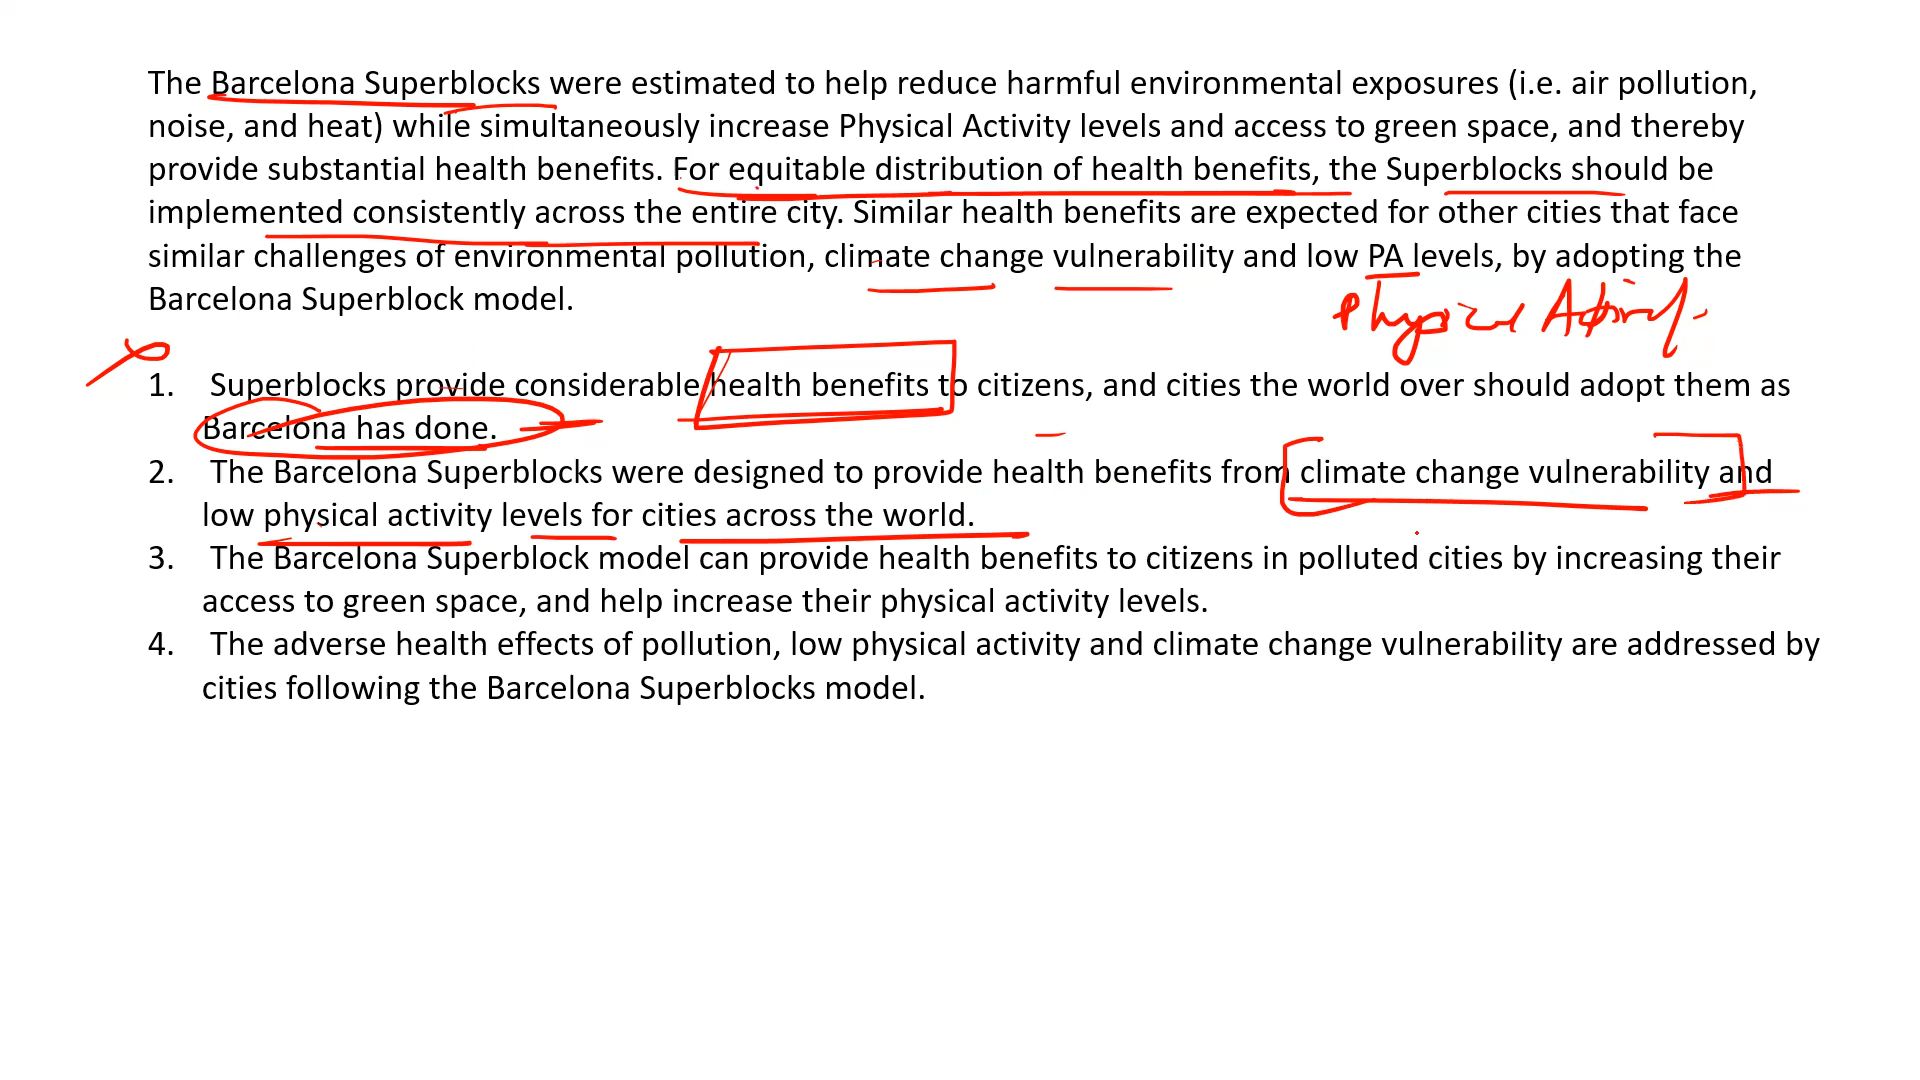 The Barcelona Superblocks were estimated to help reduce harmful environmental exposures (i.e. air pollution,
noise, and heat) while simultaneously increase Physical Activity levels and access to green space, and thereby
provide substantial health benefits. For equitable distribution of health benefits, the Superblocks should be
implemented consistently across the entire city. Similar health benefits are expected for other cities that face
similar challenges of environmental pollution, climate change vulnerability and low PA levels, by adopting the
Barcelona Superblock model.
Physical
1. Superblocks provide considerable health benefits to citizens, and cities the world over should adopt them as
Barcelona has done.
2. The Barcelona Superblocks were designed to provide health benefits from climate change vulnerability and
low physical activity levels for cities across the world.
3. The Barcelona Superblock model can provide health benefits to citizens in polluted cities by increasing their
access to green space, and help increase their physical activity levels.
4. The adverse health effects of pollution, low physical activity and climate change vulnerability are addressed by
cities following the Barcelona Superblocks model.